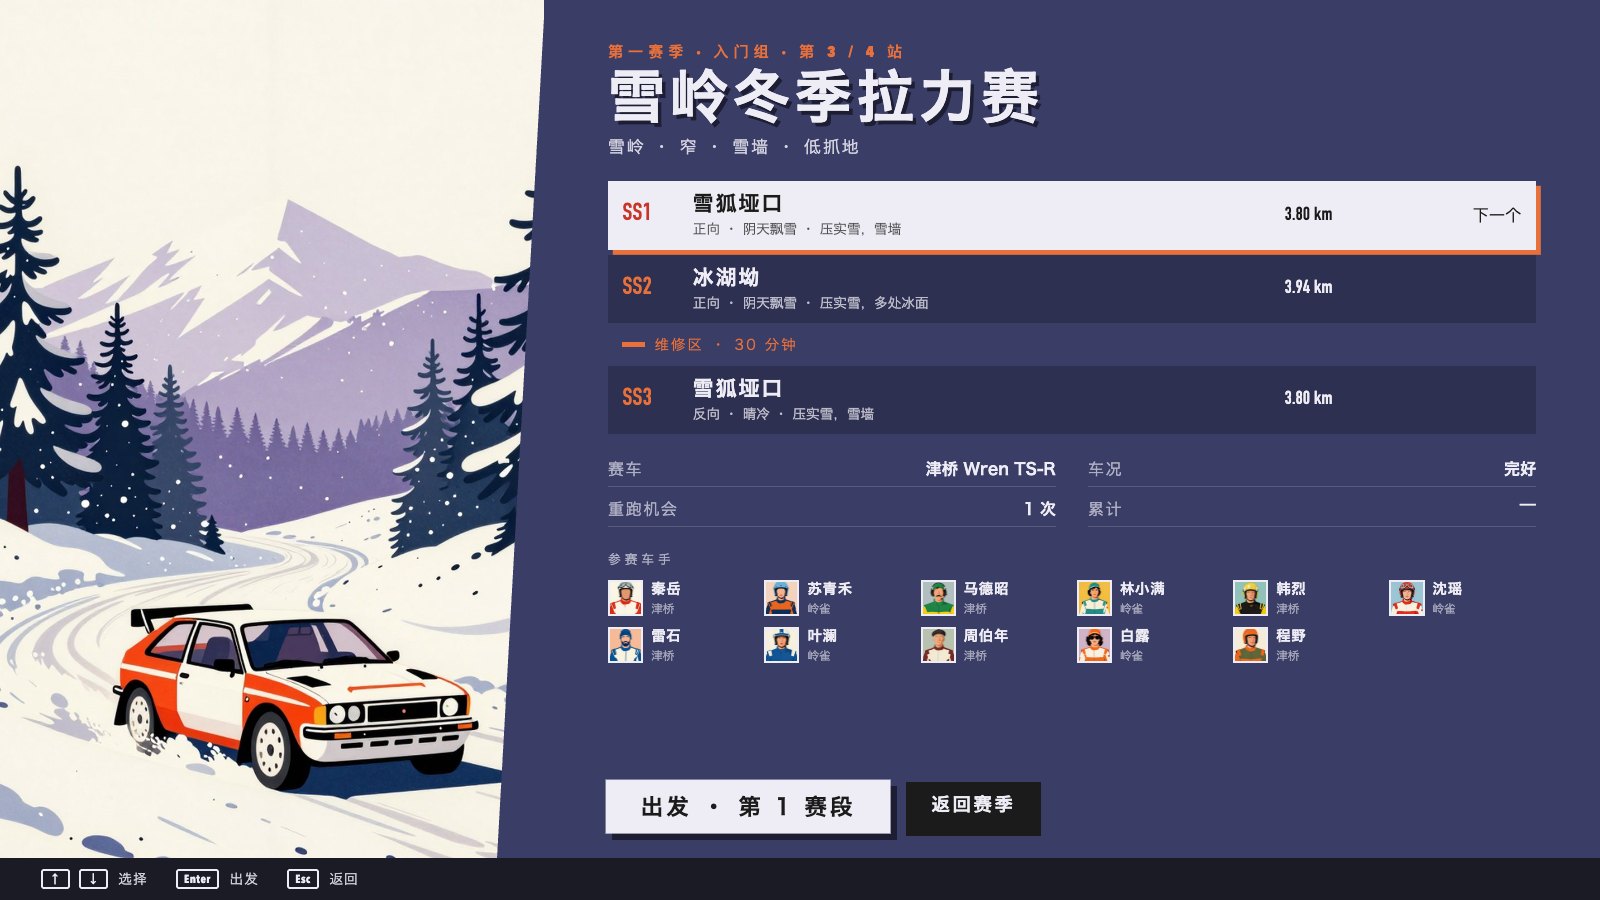 第一赛季 · 入门组 · 第 3 / 4 站
雪岭冬季拉力赛
雪岭 · 窄 · 雪墙 · 低抓地
SS1 雪狐垭口 3.80 km 下一个
正向 · 阴天飘雪 · 压实雪，雪墙
SS2 冰湖坳 3.94 km
正向 · 阴天飘雪 · 压实雪，多处冰面
维修区 · 30 分钟
SS3 雪狐垭口 3.80 km
反向 · 晴冷 · 压实雪，雪墙
赛车 津桥 Wren TS-R 车况 完好
重跑机会 1 次 累计 —
参赛车手
秦岳 苏青禾 马德昭 林小满 韩烈 沈瑶
津桥 岭雀 津桥 岭雀 津桥 岭雀
雷石 叶澜 周伯年 白露 程野
津桥 岭雀 津桥 岭雀 津桥
出发 · 第 1 赛段 返回赛季
↑ ↓ 选择 Enter 出发 Esc 返回